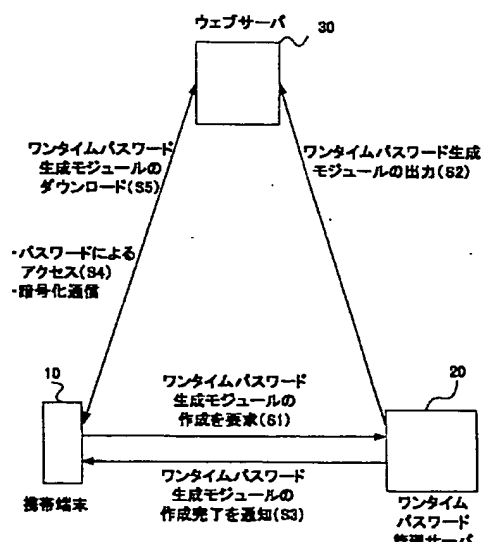 ウェブサーバ
30
ワンタイムパスワード
生成モジュールの
ダウンロード(S5)
ワンタイムパスワード生成
モジュールの出力(S2)
・パスワードによる
アクセス(S4)
・暗号化通信
10
ワンタイムパスワード
生成モジュールの
作成を要求(S1)
20
ワンタイムパスワード
生成モジュールの
作成完了を通知(S3)
携帯端末
ワンタイム
パスワード
管理サーバ